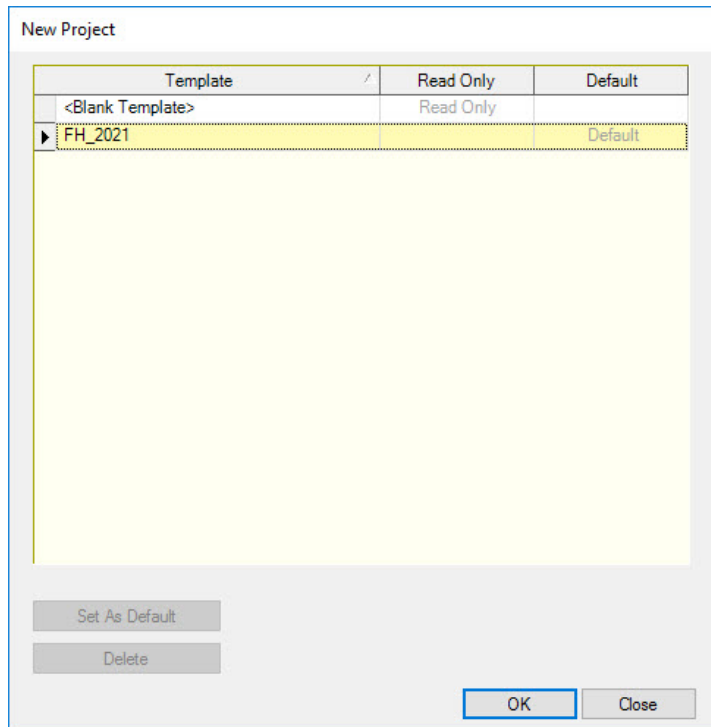 New Project
Template Read Only Default
<Blank Template> Read Only
FH_2021 Default
Set As Default
Delete
OK Close